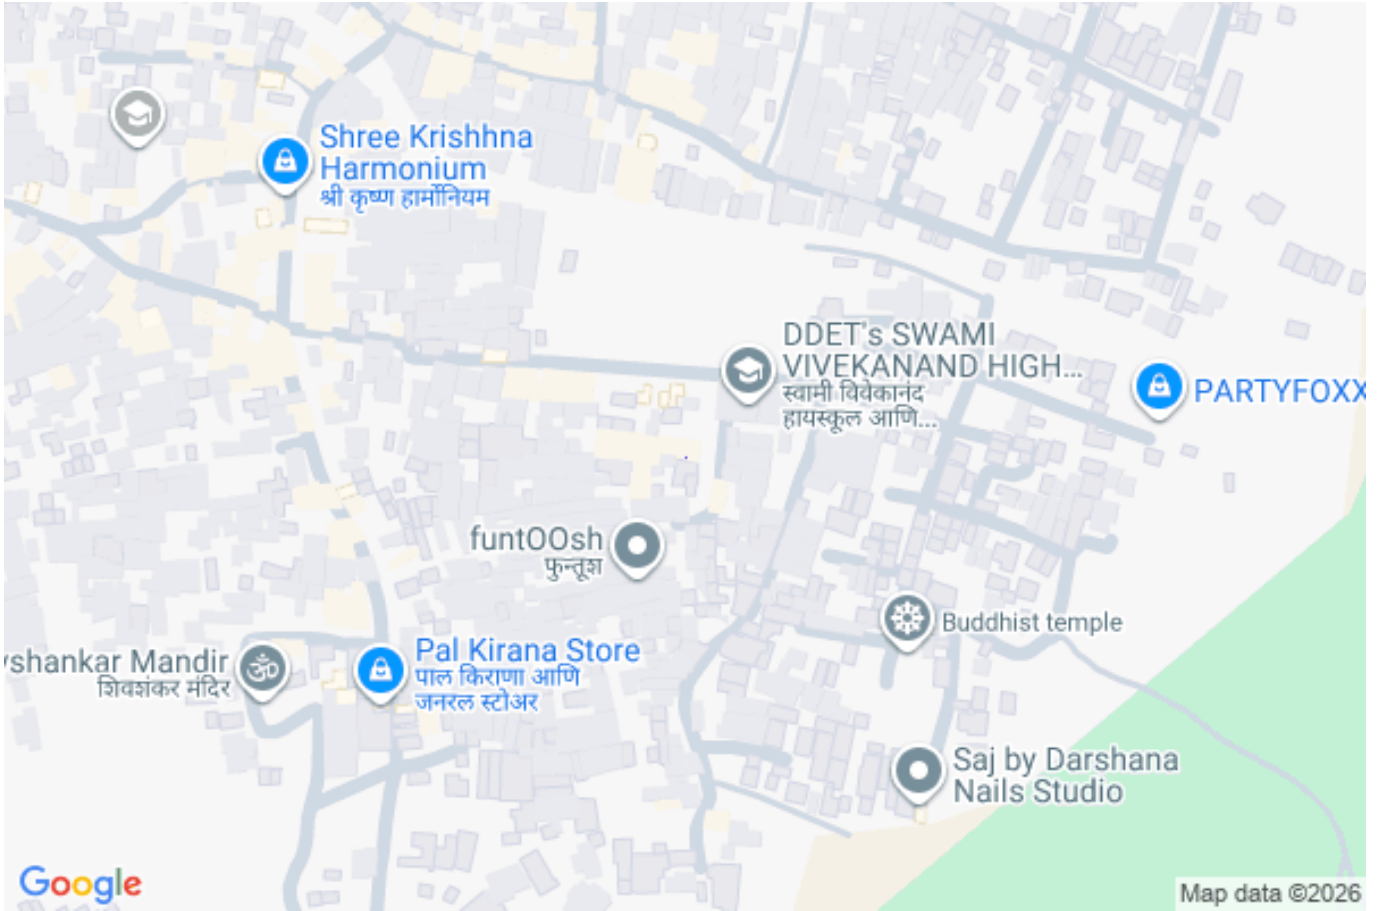 Shree Krishhna
Harmonium
श्री कृष्ण हार्मोनियम
DDET's SWAMI
VIVEKANAND HIGH...
स्वामी विवेकानंद
हायस्कूल आणि...
PARTYFOXX
funtOOsh
फुन्तूश
Buddhist temple
vshankar Mandir
शिवशंकर मंदिर
Pal Kirana Store
पाल किराणा आणि
जनरल स्टोअर
Saj by Darshana
Nails Studio
Google
Map data ©2026